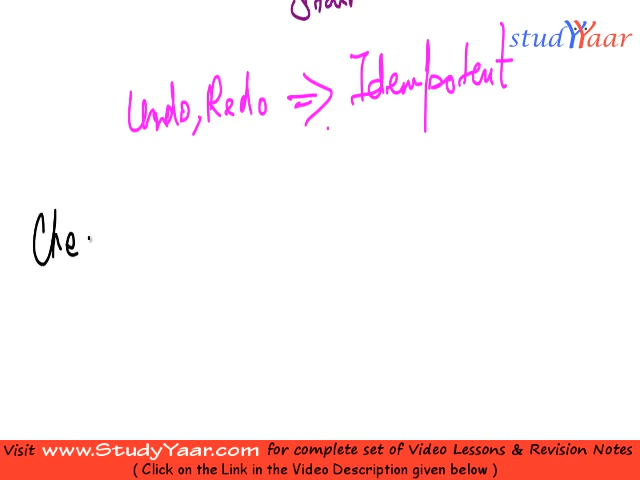 studYYaar
Undo, Redo => Idempotent
Che
Visit www.StudyYaar.com for complete set of Video Lessons & Revision Notes
( Click on the Link in the Video Description given below )